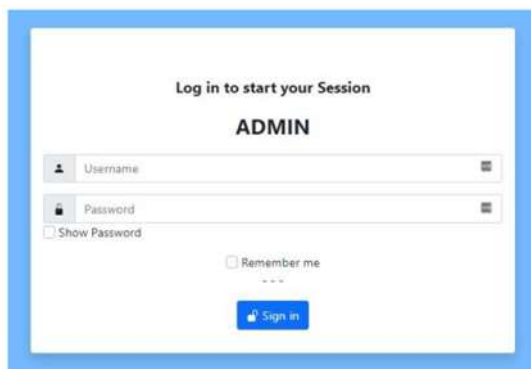 Log in to start your Session
ADMIN
Username
Password
Show Password
Remember me
- - -
Sign in